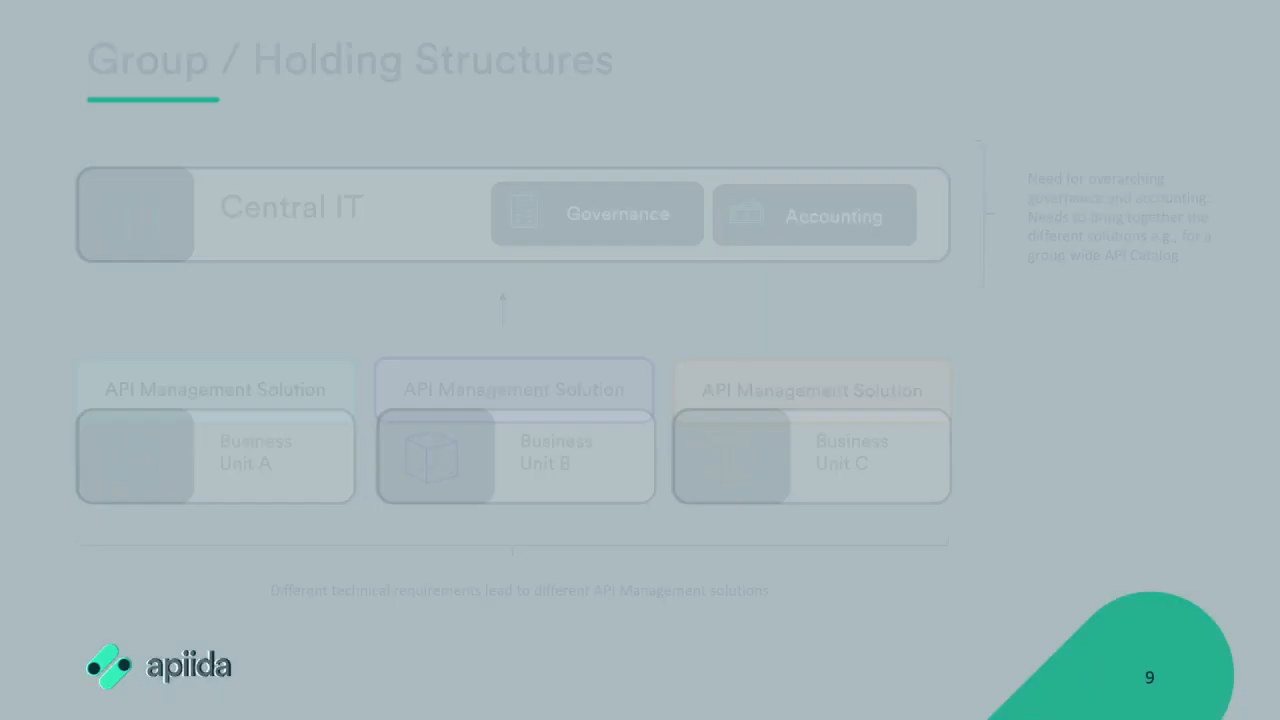 Group / Holding Structures
Central IT
Governance
Accounting
Need for overarching
governance and accounting.
Needs to bring together the
different solutions e.g., for a
group wide API Catalog
API Management Solution
API Management Solution
API Management Solution
Business
Unit A
Business
Unit B
Business
Unit C
Different technical requirements lead to different API Management solutions
apiida
9